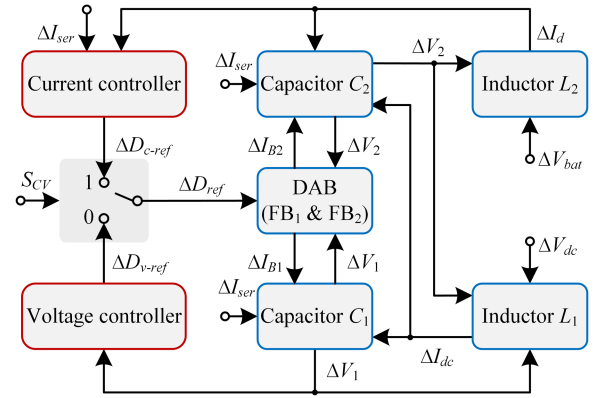 ΔI_ser
ΔI_d
ΔV_2
Current controller
ΔI_ser
Capacitor C_2
Inductor L_2
ΔD_c-ref
ΔI_B2
ΔV_2
ΔV_bat
S_CV
1
ΔD_ref
DAB
(FB_1 & FB_2)
0
ΔV_dc
ΔD_v-ref
ΔI_B1
ΔV_1
ΔI_ser
Voltage controller
Capacitor C_1
Inductor L_1
ΔI_dc
ΔV_1